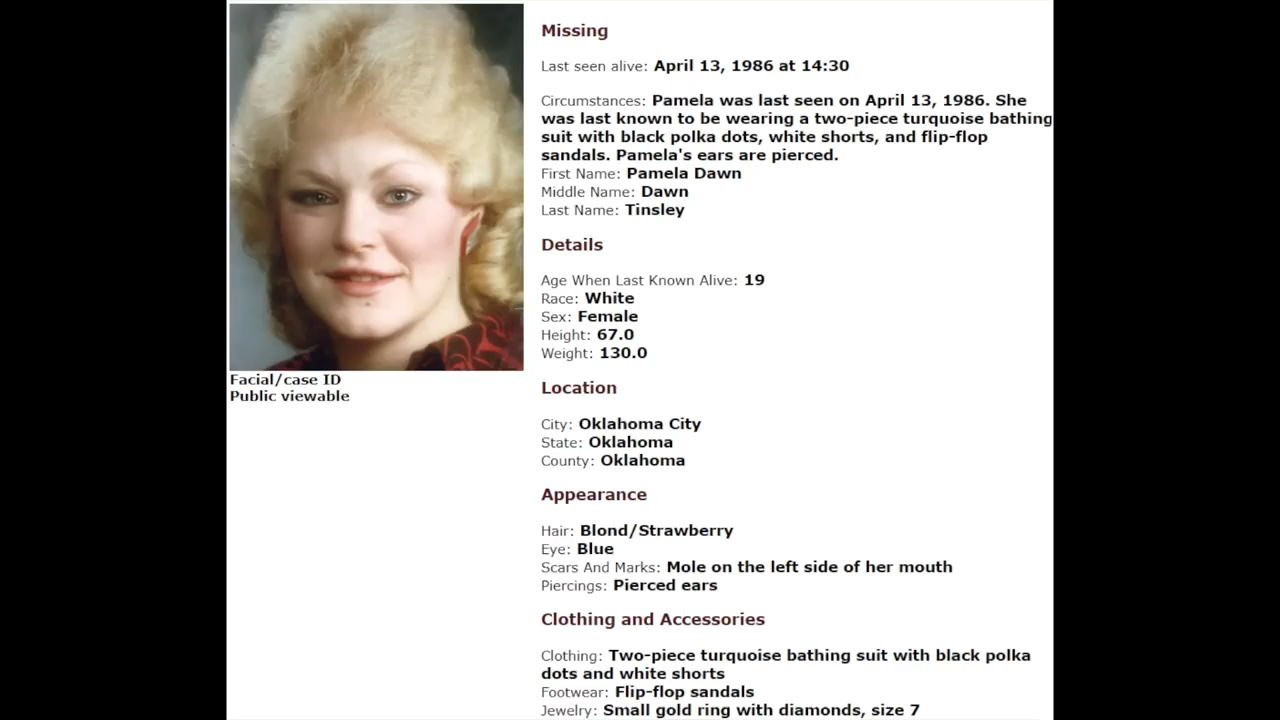 Missing
Last seen alive: April 13, 1986 at 14:30
Circumstances: Pamela was last seen on April 13, 1986. She
was last known to be wearing a two-piece turquoise bathing
suit with black polka dots, white shorts, and flip-flop
sandals. Pamela's ears are pierced.
First Name: Pamela Dawn
Middle Name: Dawn
Last Name: Tinsley
Details
Age When Last Known Alive: 19
Race: White
Sex: Female
Height: 67.0
Weight: 130.0
Facial/case ID
Public viewable
Location
City: Oklahoma City
State: Oklahoma
County: Oklahoma
Appearance
Hair: Blond/Strawberry
Eye: Blue
Scars And Marks: Mole on the left side of her mouth
Piercings: Pierced ears
Clothing and Accessories
Clothing: Two-piece turquoise bathing suit with black polka
dots and white shorts
Footwear: Flip-flop sandals
Jewelry: Small gold ring with diamonds, size 7